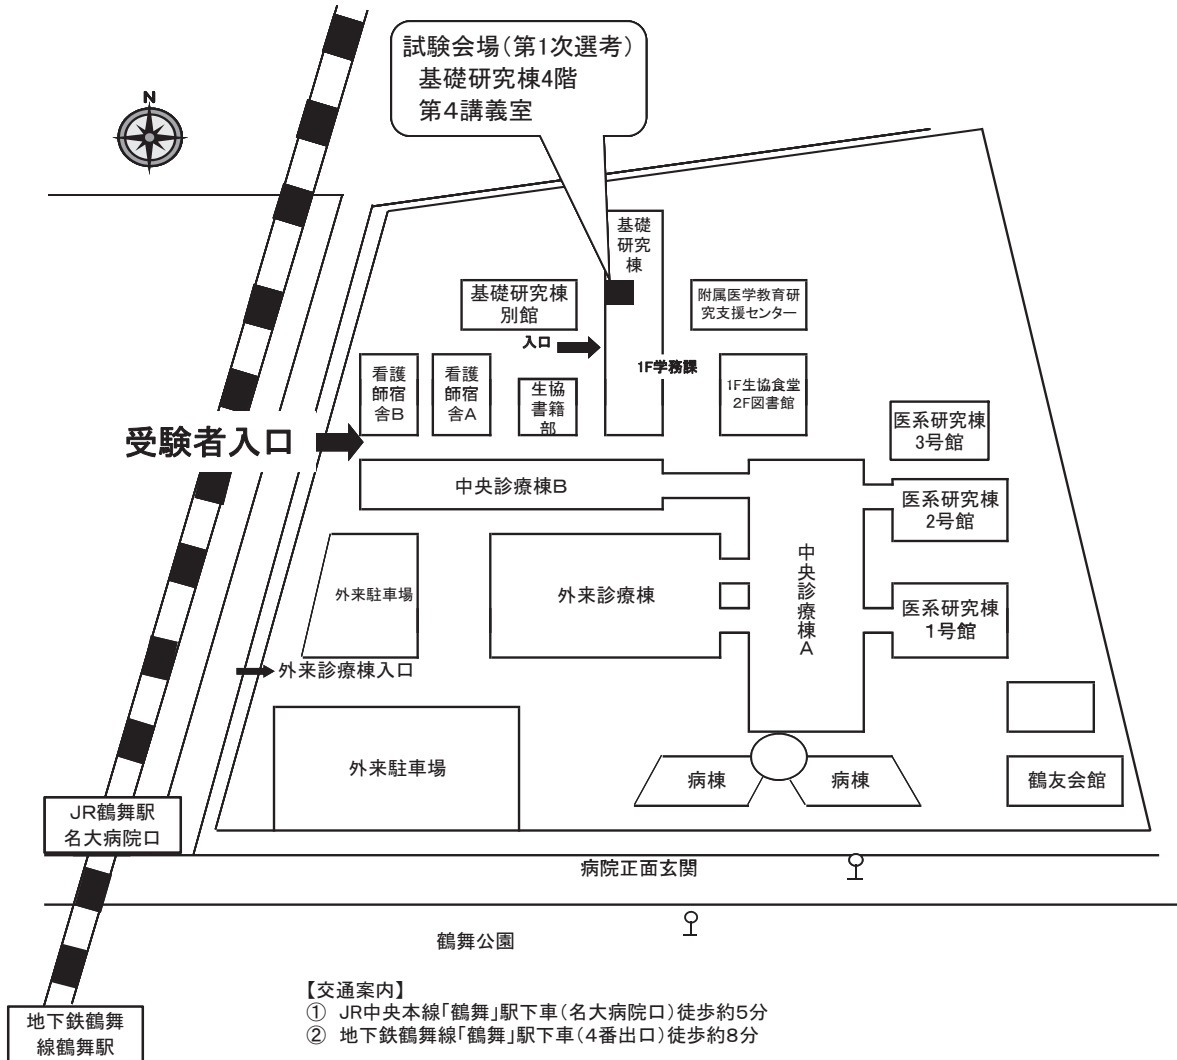 試験会場（第1次選考）
基礎研究棟4階
第4講義室
N
基礎
研究
棟
基礎研究棟
別館
附属医学教育研
究支援センター
入口
1F学務課
看護
師宿
舎B
看護
師宿
舎A
生協
書籍
部
1F生協食堂
2F図書館
医系研究棟
3号館
受験者入口
中央診療棟B
医系研究棟
2号館
中央診療棟A
外来駐車場
外来診療棟
医系研究棟
1号館
外来診療棟入口
外来駐車場
病棟
病棟
鶴友会館
JR鶴舞駅
名大病院口
病院正面玄関
鶴舞公園
【交通案内】
① JR中央本線「鶴舞」駅下車（名大病院口）徒歩約5分
② 地下鉄鶴舞線「鶴舞」駅下車（4番出口）徒歩約8分
地下鉄鶴舞
線鶴舞駅